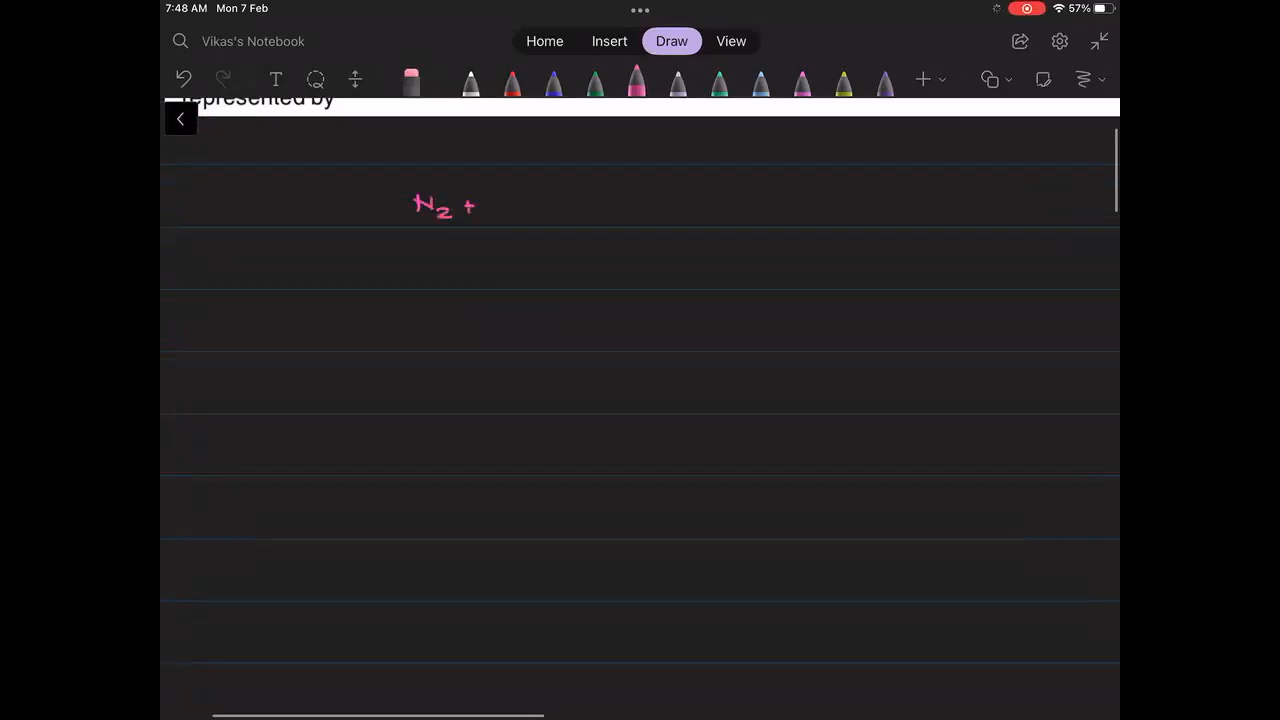 7:48 AM Mon 7 Feb
57%
Vikas's Notebook
Home Insert Draw View
represented by
N2 +